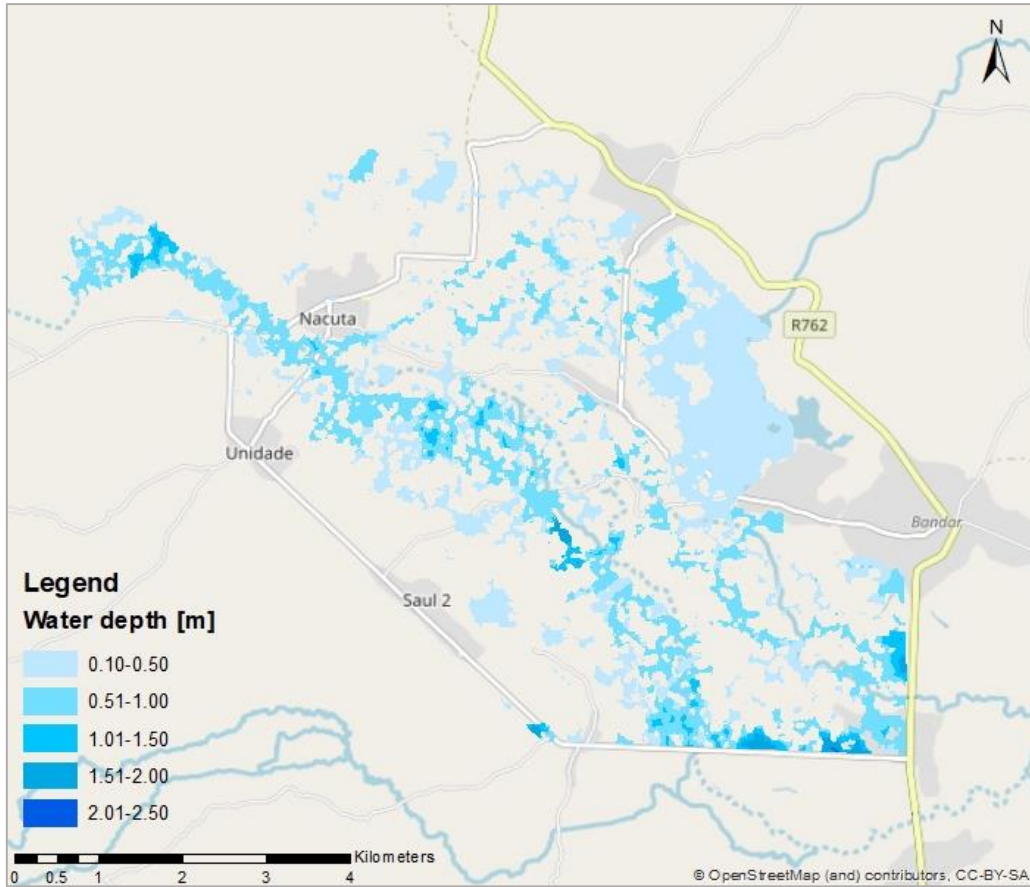 N
R762
Nacuta
Unidade
Bandar
Saul 2
Legend
Water depth [m]
0.10-0.50
0.51-1.00
1.01-1.50
1.51-2.00
2.01-2.50
Kilometers
0 0.5 1 2 3 4
© OpenStreetMap (and) contributors, CC-BY-SA